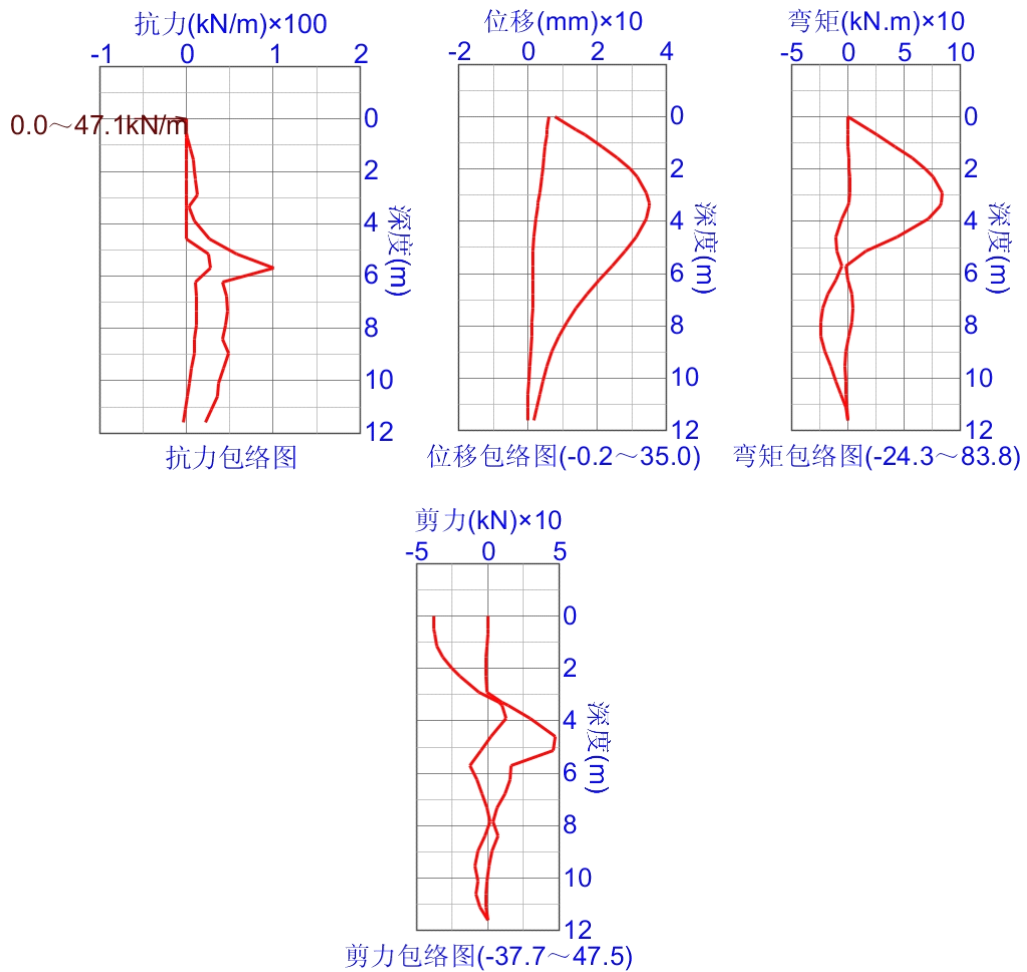 抗力(kN/m)×100
-1 0 1 2
0.0～47.1kN/m
0
2
4
6
8
10
12
深度(m)
抗力包络图
位移(mm)×10
-2 0 2 4
0
2
4
6
8
10
12
深度(m)
位移包络图(-0.2～35.0)
弯矩(kN.m)×10
-5 0 5 10
0
2
4
6
8
10
12
深度(m)
弯矩包络图(-24.3～83.8)
剪力(kN)×10
-5 0 5
0
2
4
6
8
10
12
深度(m)
剪力包络图(-37.7～47.5)